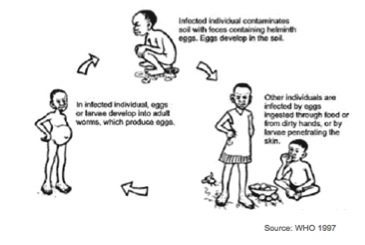 Infected individual contaminates
soil with feces containing helminth
eggs. Eggs develop in the soil.
In infected individual, eggs
or larvae develop into adult
worms, which produce eggs.
Other individuals are
infected by eggs
ingested through food or
from dirty hands, or by
larvae penetrating the
skin.
Source: WHO 1997